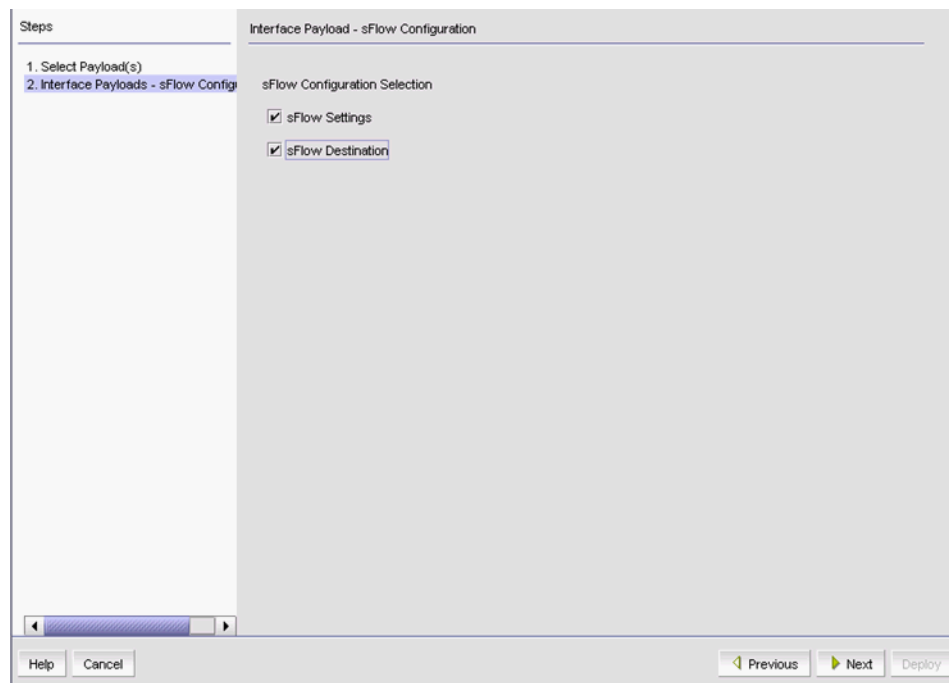 Steps
1. Select Payload(s)
2. Interface Payloads - sFlow Config
Interface Payload - sFlow Configuration
sFlow Configuration Selection
sFlow Settings
sFlow Destination
Help
Cancel
Previous
Next
Deploy